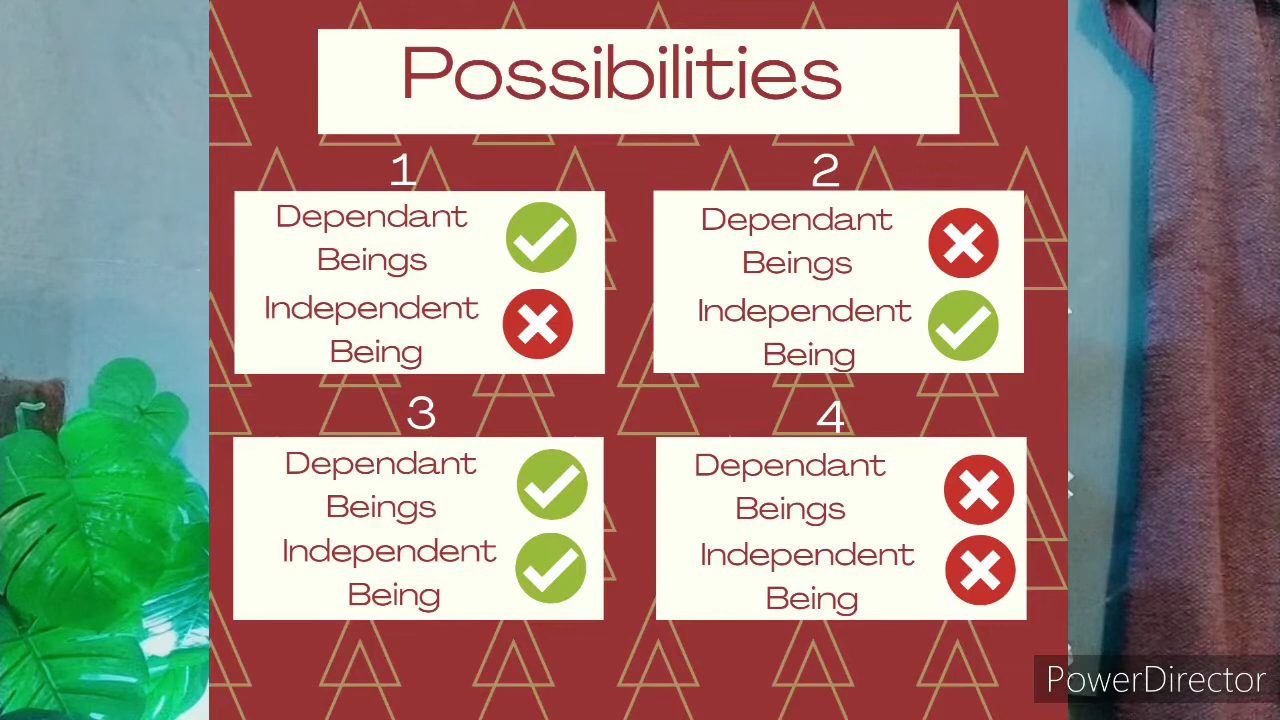 Possibilities
1
Dependant
Beings
Independent
Being
2
Dependant
Beings
Independent
Being
3
Dependant
Beings
Independent
Being
4
Dependant
Beings
Independent
Being
PowerDirector